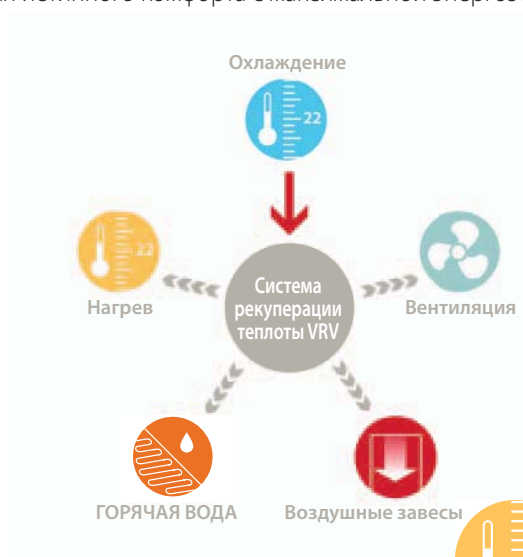 Охлаждение
22
22
Нагрев
Система
рекуперации
теплоты VRV
Вентиляция
ГОРЯЧАЯ ВОДА
Воздушные завесы